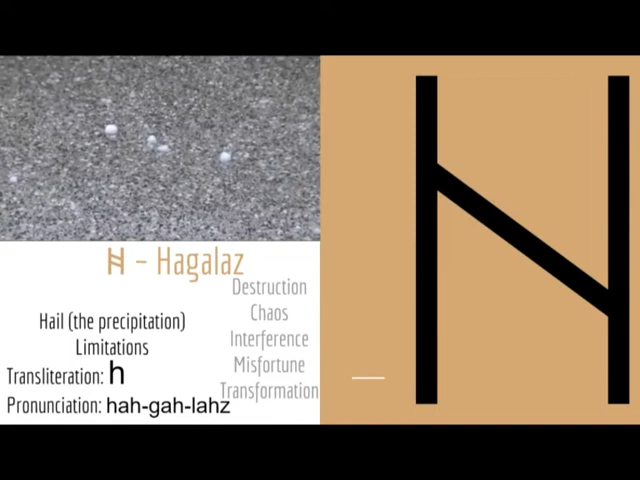 ᚻ – Hagalaz
Destruction
Chaos
Interference
Misfortune
Transformation
Hail (the precipitation)
Limitations
Transliteration: h
Pronunciation: hah-gah-lahz
ᚺ